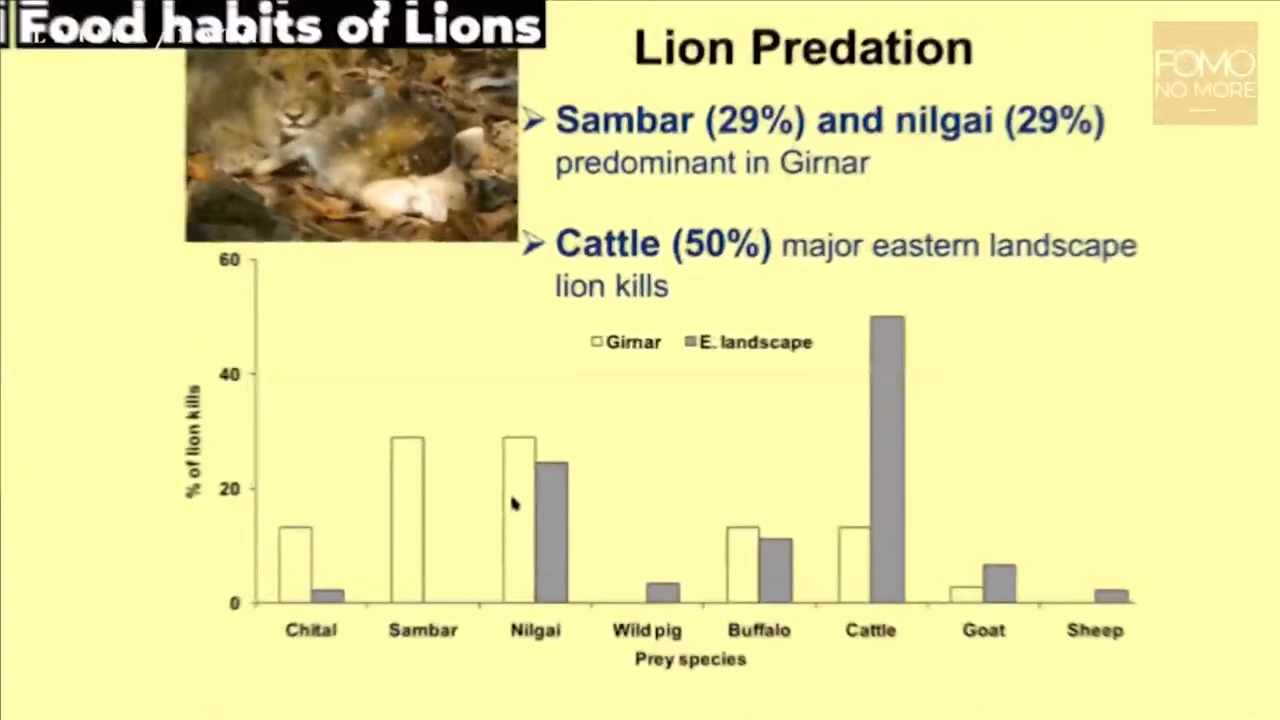 Food habits of Lions
Lion Predation
FOMO
NO MORE
➢ Sambar (29%) and nilgai (29%)
predominant in Girnar
➢ Cattle (50%) major eastern landscape
lion kills
Girnar E. landscape
% of lion kills
60
40
20
0
Chital Sambar Nilgai Wild pig Buffalo Cattle Goat Sheep
Prey species